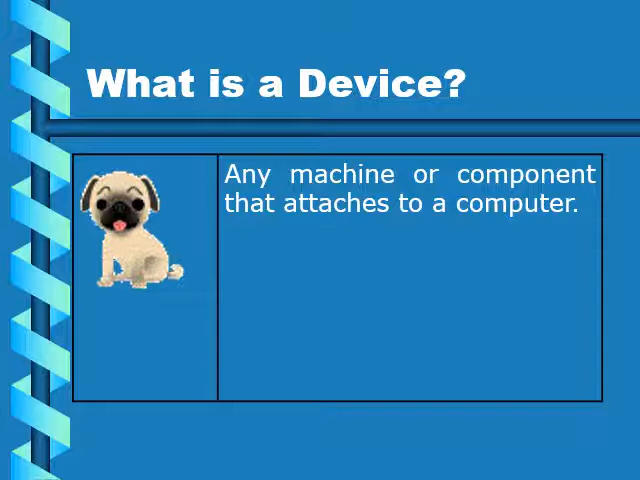 What is a Device?
Any machine or component
that attaches to a computer.